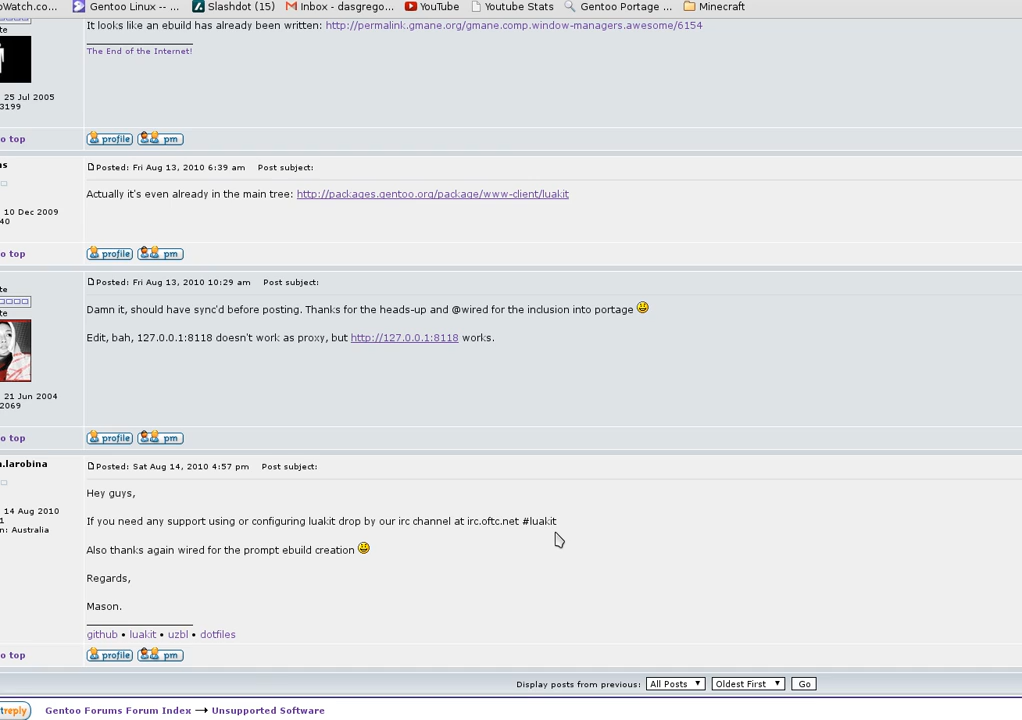 oWatch.com... Gentoo Linux -- ... Slashdot (15) Inbox - dasgrego... YouTube Youtube Stats Gentoo Portage ... Minecraft
It looks like an ebuild has already been written: http://permalink.gmane.org/gmane.comp.window-managers.awesome/6154
te
The End of the Internet!
25 Jul 2005
3199
o top profile pm
ns
Posted: Fri Aug 13, 2010 6:39 am Post subject:
Actually it's even already in the main tree: http://packages.gentoo.org/package/www-client/luakit
10 Dec 2009
40
o top profile pm
Posted: Fri Aug 13, 2010 10:29 am Post subject:
te
Damn it, should have sync'd before posting. Thanks for the heads-up and @wired for the inclusion into portage
te
Edit, bah, 127.0.0.1:8118 doesn't work as proxy, but http://127.0.0.1:8118 works.
21 Jun 2004
2069
o top profile pm
n.larobina
Posted: Sat Aug 14, 2010 4:57 pm Post subject:
Hey guys,
14 Aug 2010
1
n: Australia
If you need any support using or configuring luakit drop by our irc channel at irc.oftc.net #luakit
Also thanks again wired for the prompt ebuild creation
Regards,
Mason.
github • luakit • uzbl • dotfiles
o top profile pm
Display posts from previous: All Posts Oldest First Go
treply Gentoo Forums Forum Index → Unsupported Software